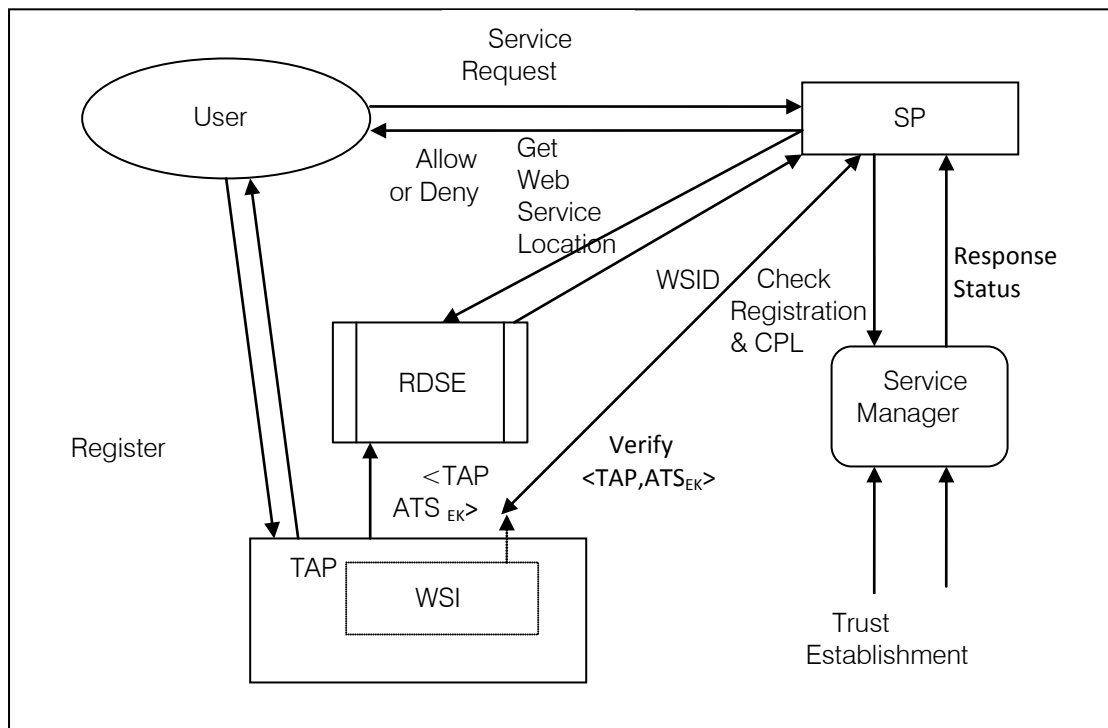 Service
Request
User
SP
Allow
or Deny
Get
Web
Service
Location
WSID
Check
Registration
& CPL
Response
Status
RDSE
Service
Manager
Register
Verify
<TAP,ATSEK>
<TAP
ATS EK>
TAP
WSI
Trust
Establishment